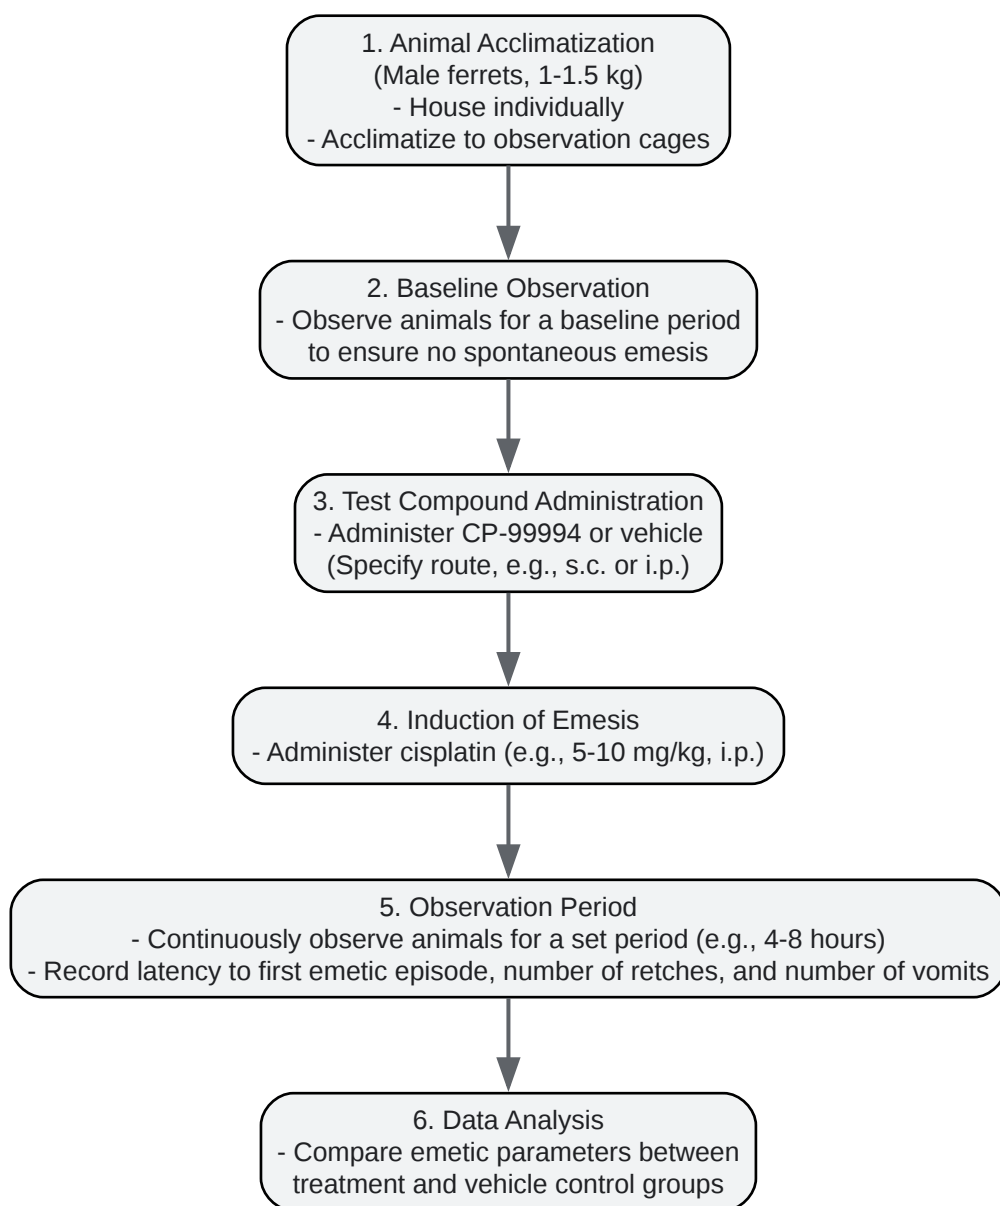 1. Animal Acclimatization
(Male ferrets, 1-1.5 kg)
- House individually
- Acclimatize to observation cages
2. Baseline Observation
- Observe animals for a baseline period
to ensure no spontaneous emesis
3. Test Compound Administration
- Administer CP-99994 or vehicle
(Specify route, e.g., s.c. or i.p.)
4. Induction of Emesis
- Administer cisplatin (e.g., 5-10 mg/kg, i.p.)
5. Observation Period
- Continuously observe animals for a set period (e.g., 4-8 hours)
- Record latency to first emetic episode, number of retches, and number of vomits
6. Data Analysis
- Compare emetic parameters between
treatment and vehicle control groups